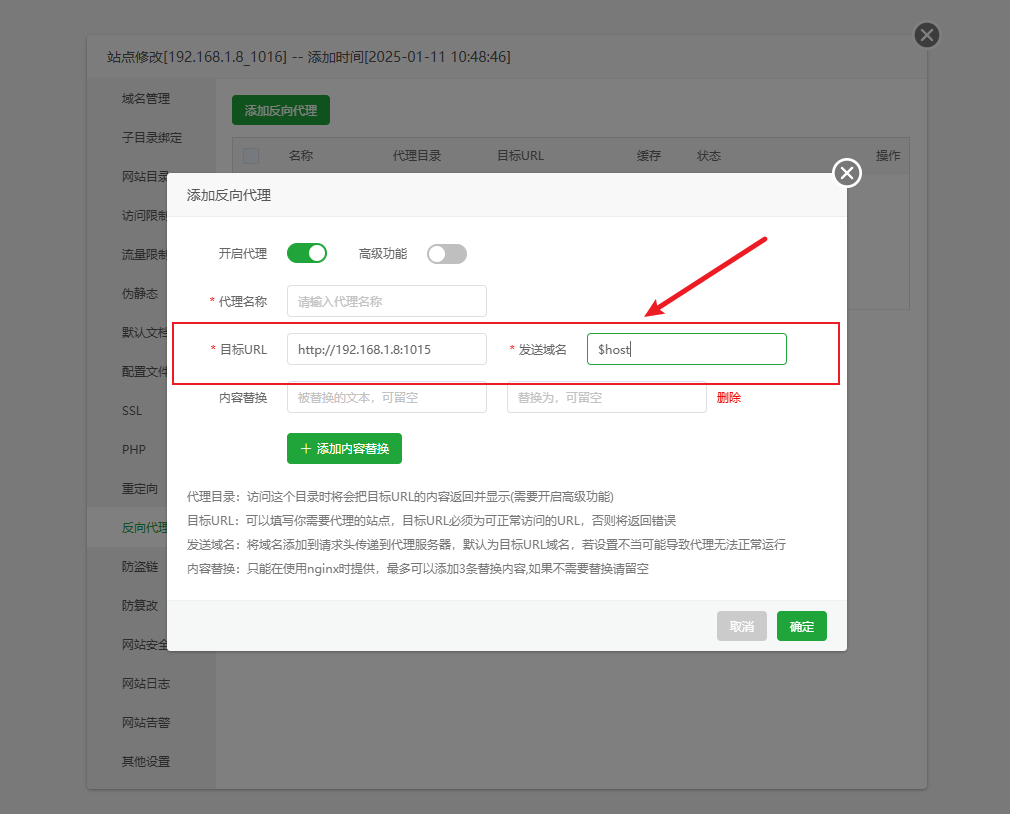 站点修改[192.168.1.8_1016] -- 添加时间[2025-01-11 10:48:46]
域名管理
子目录绑定
网站目录
访问限制
流量限制
伪静态
默认文档
配置文件
SSL
PHP
重定向
反向代理
防盗链
防篡改
网站安全
网站日志
网站告警
其他设置
添加反向代理
名称 代理目录 目标URL 缓存 状态 操作
添加反向代理
开启代理 高级功能
* 代理名称 请输入代理名称
* 目标URL http://192.168.1.8:1015 * 发送域名 $host
内容替换 被替换的文本，可留空 替换为，可留空 删除
＋ 添加内容替换
代理目录：访问这个目录时将会把目标URL的内容返回并显示(需要开启高级功能)
目标URL：可以填写你需要代理的站点，目标URL必须为可正常访问的URL，否则将返回错误
发送域名：将域名添加到请求头传递到代理服务器，默认为目标URL域名，若设置不当可能导致代理无法正常运行
内容替换：只能在使用nginx时提供，最多可以添加3条替换内容,如果不需要替换请留空
取消 确定